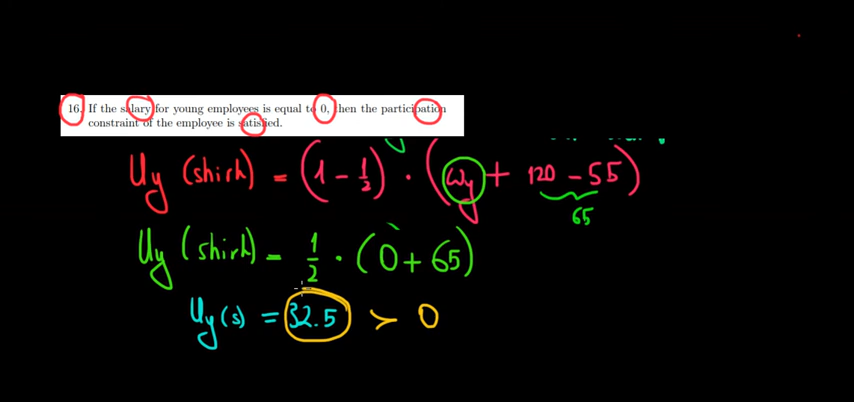 16. If the salary for young employees is equal to 0, then the participation
constraint of the employee is satisfied.
Uy (shirk) = (1 - 1/2) · (wy + 120 - 55)
65
Uy (shirk) = 1/2 · (0 + 65)
Uy(s) = 32.5 > 0